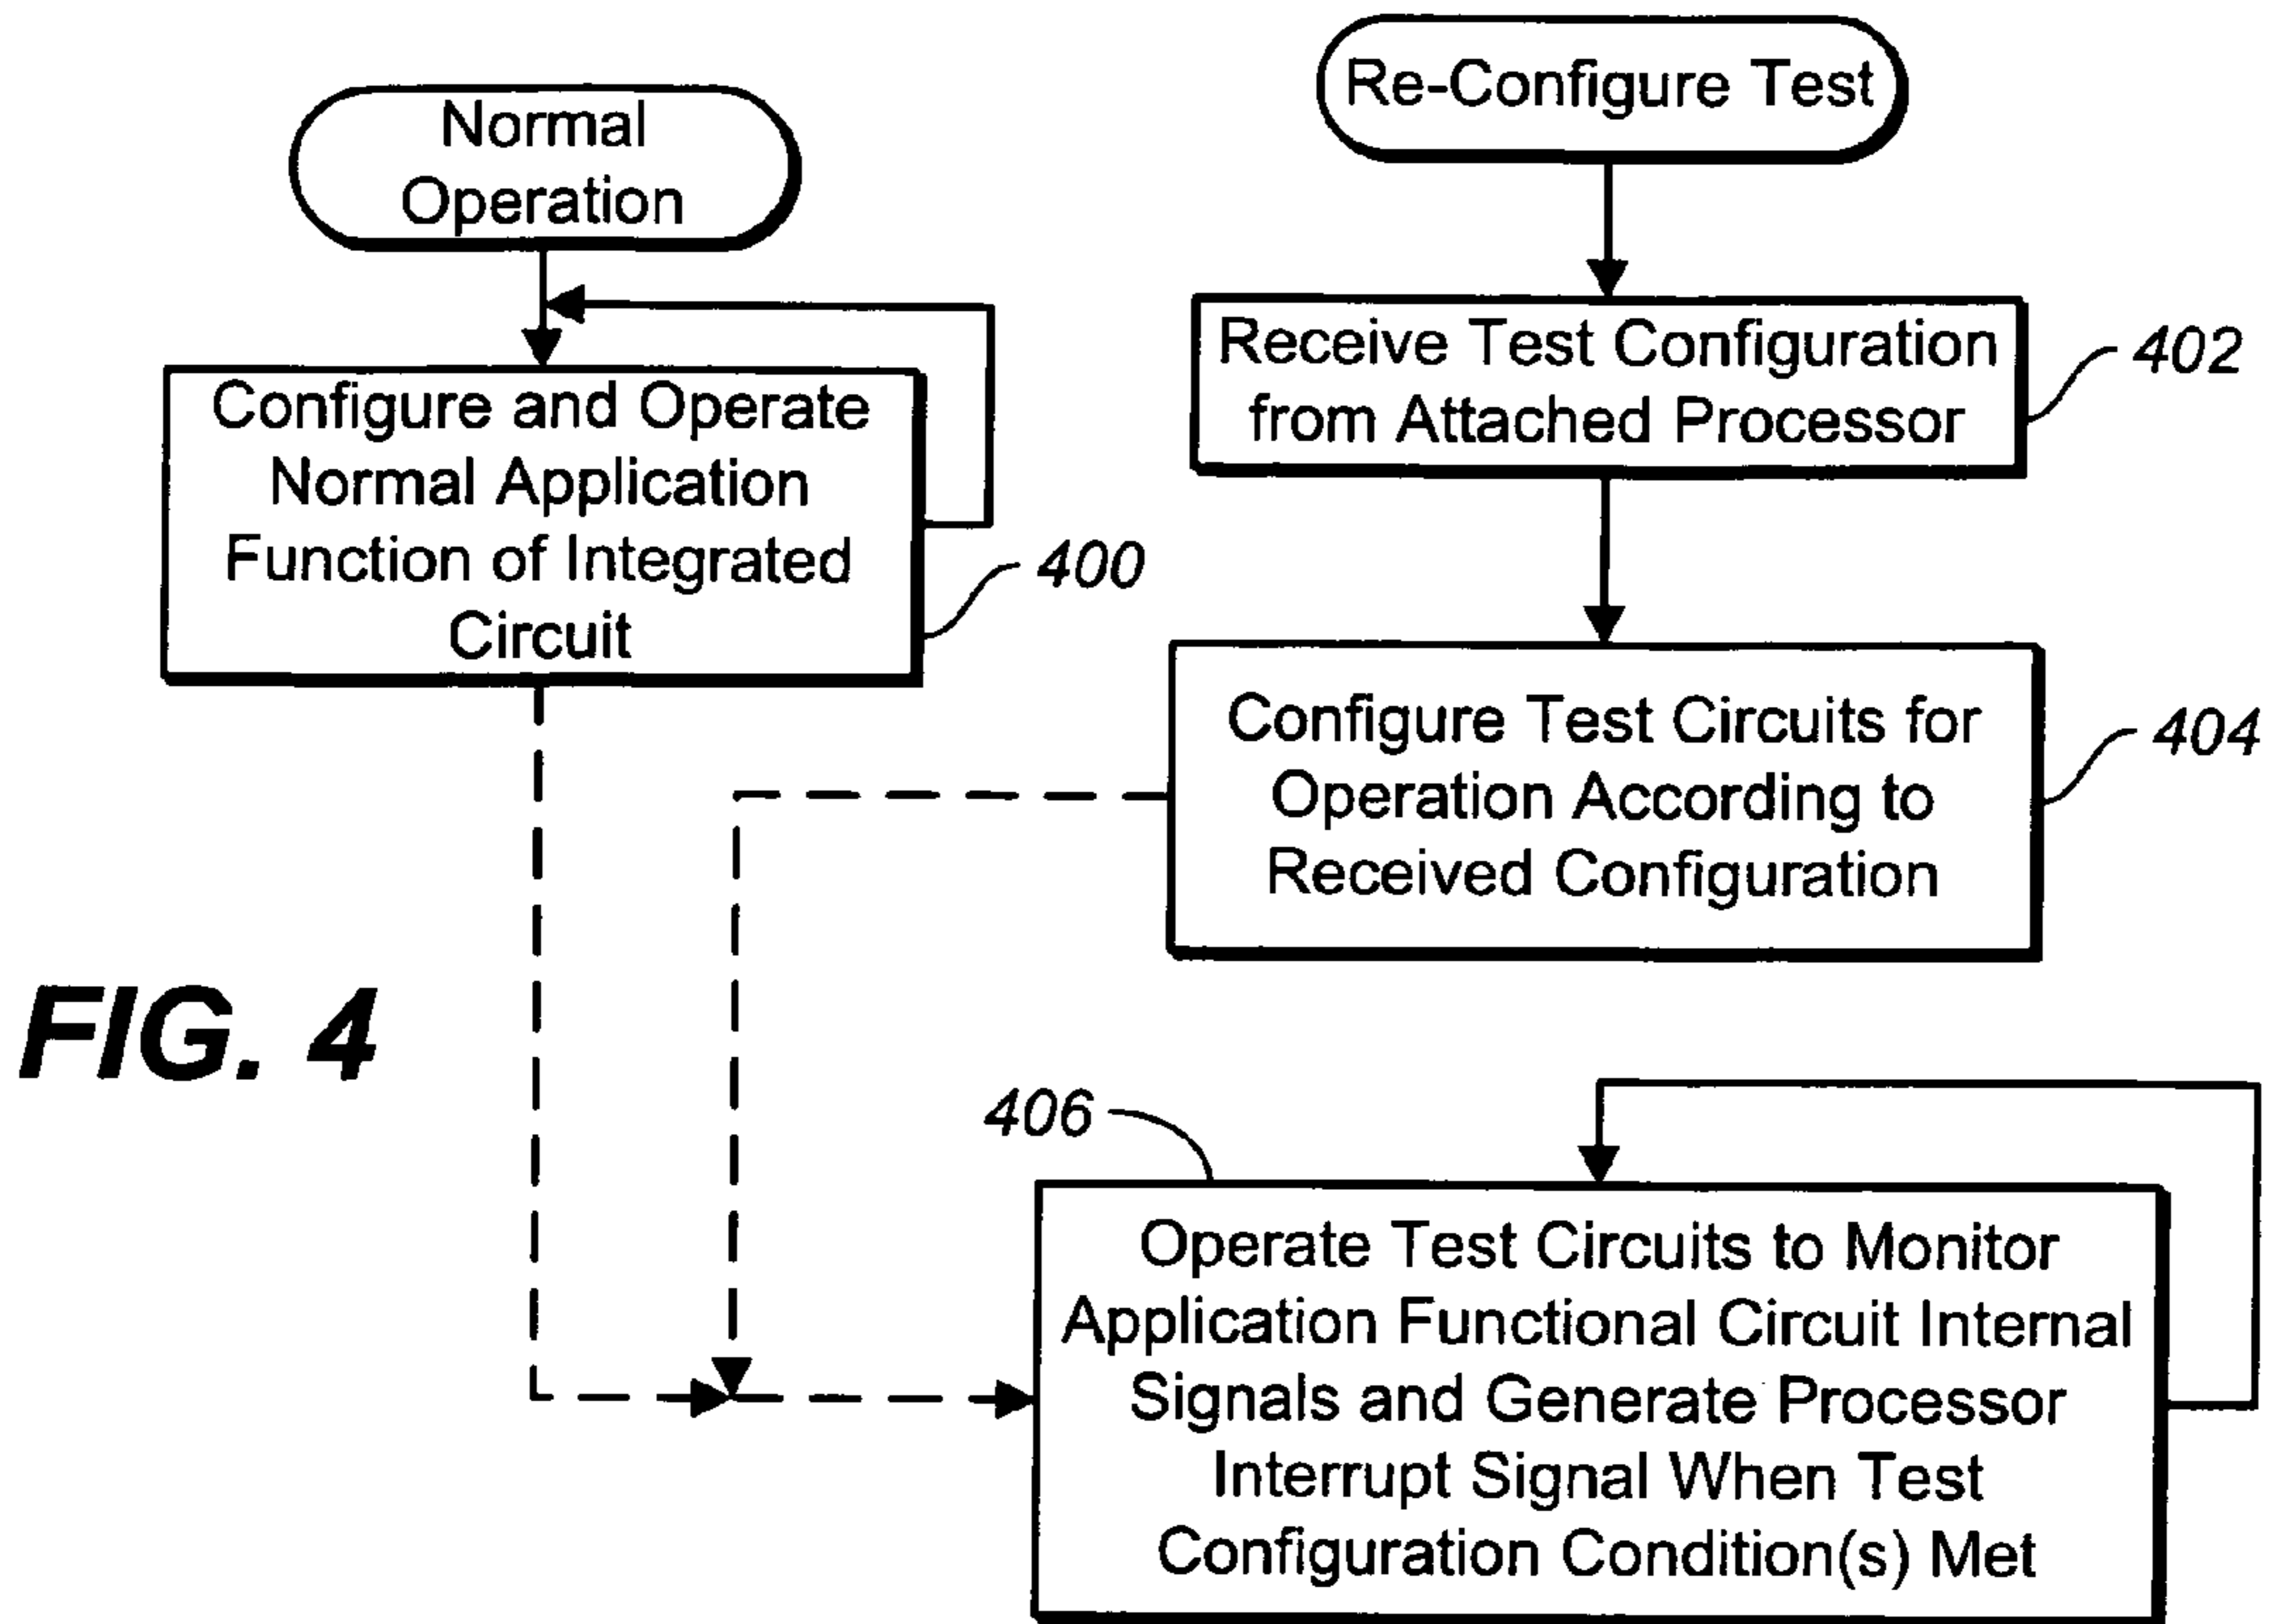 Normal
Operation
Configure and Operate
Normal Application
Function of Integrated
Circuit
400
Re-Configure Test
Receive Test Configuration
from Attached Processor
402
Configure Test Circuits for
Operation According to
Received Configuration
404
FIG. 4
406
Operate Test Circuits to Monitor
Application Functional Circuit Internal
Signals and Generate Processor
Interrupt Signal When Test
Configuration Condition(s) Met